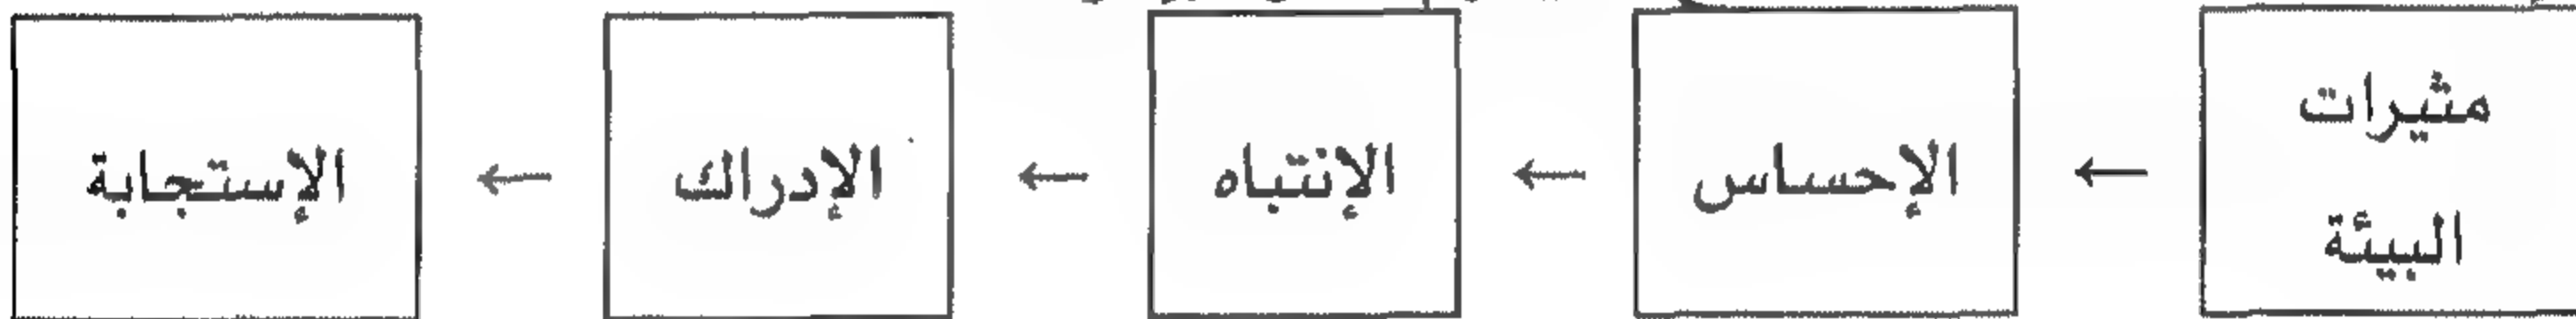 مثيرات
البيئة
←
الإحساس
←
الإنتباه
←
الإدراك
←
الإستجابة